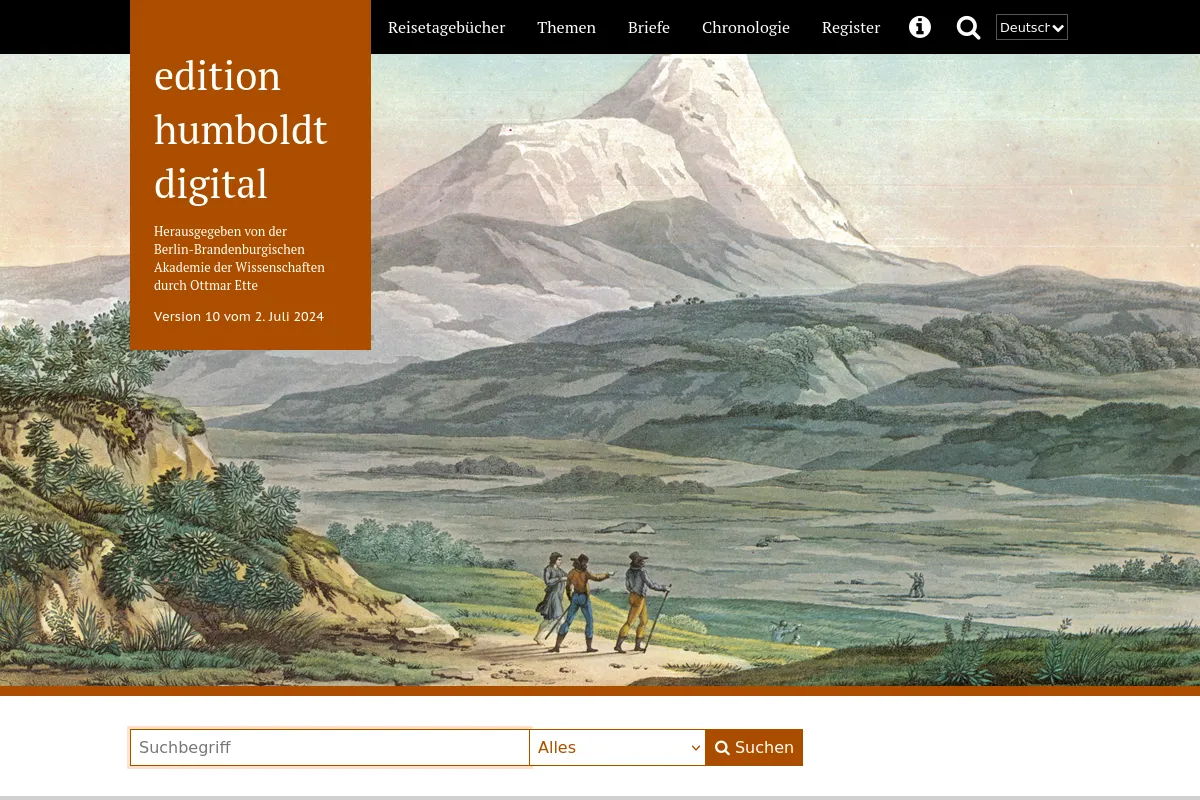 Reisetagebücher Themen Briefe Chronologie Register Deutsch
edition
humboldt
digital
Herausgegeben von der
Berlin-Brandenburgischen
Akademie der Wissenschaften
durch Ottmar Ette
Version 10 vom 2. Juli 2024
Suchbegriff Alles Suchen